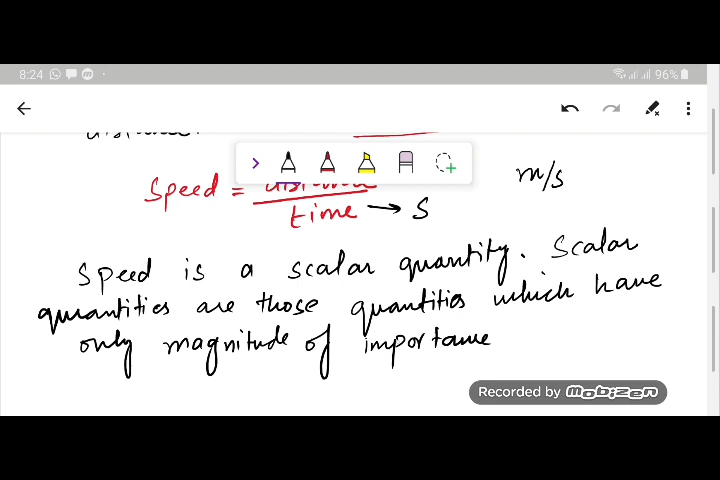 8:24
96%
distance.
Speed =
time → S
m/s
Speed is a scalar quantity. Scalar
quantities are those quantities which have
only magnitude of importance
Recorded by Mobizen